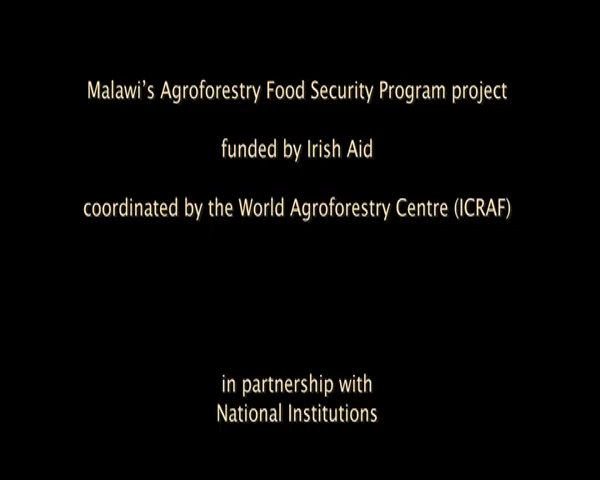 Malawi's Agroforestry Food Security Program project
funded by Irish Aid
coordinated by the World Agroforestry Centre (ICRAF)
in partnership with
National Institutions